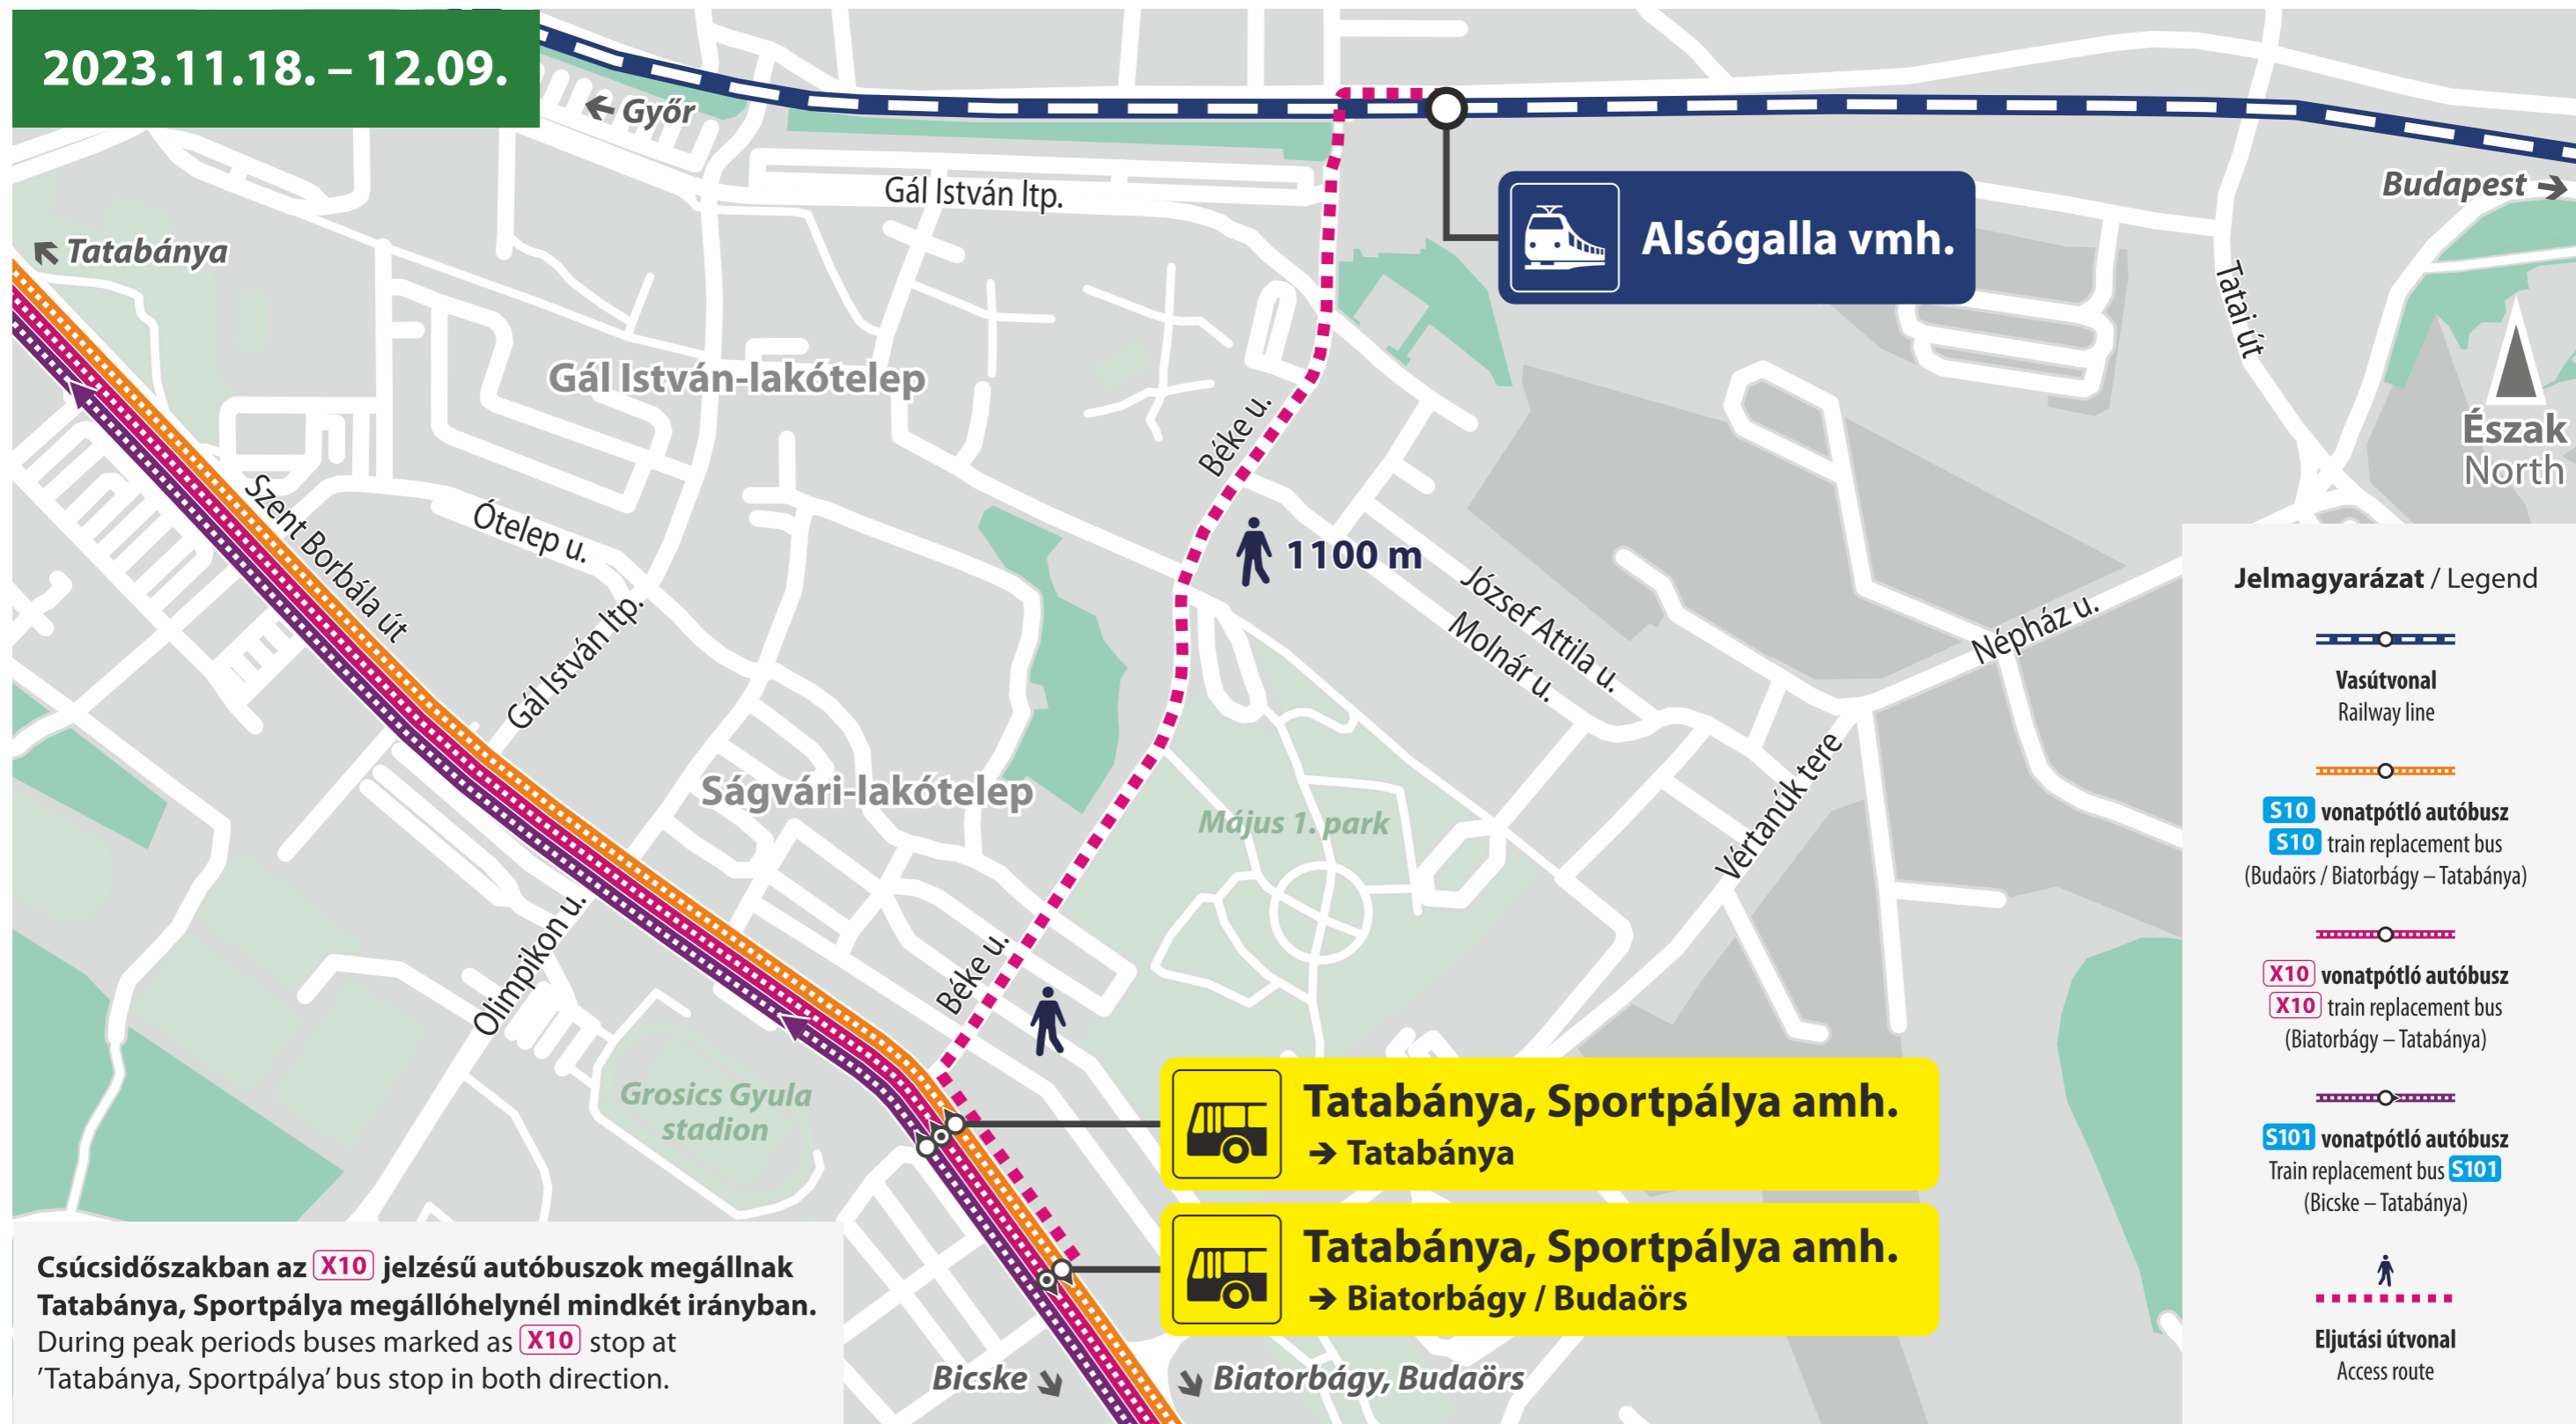 2023.11.18. – 12.09.
← Győr
Gál István ltp.
Alsógalla vmh.
Budapest →
↖ Tatabánya
Tatai út
Gál István-lakótelep
Béke u.
Észak
North
Szent Borbála út
Ótelep u.
1100 m
József Attila u.
Molnár u.
Népház u.
Gál István ltp.
Ságvári-lakótelep
Május 1. park
Vértanúk tere
Olimpikon u.
Béke u.
Grosics Gyula
stadion
Tatabánya, Sportpálya amh.
→ Tatabánya
Tatabánya, Sportpálya amh.
→ Biatorbágy / Budaörs
Bicske ↘
↘ Biatorbágy, Budaörs
Csúcsidőszakban az X10 jelzésű autóbuszok megállnak
Tatabánya, Sportpálya megállóhelynél mindkét irányban.
During peak periods buses marked as X10 stop at
’Tatabánya, Sportpálya’ bus stop in both direction.
Jelmagyarázat / Legend
Vasútvonal
Railway line
S10 vonatpótló autóbusz
S10 train replacement bus
(Budaörs / Biatorbágy – Tatabánya)
X10 vonatpótló autóbusz
X10 train replacement bus
(Biatorbágy – Tatabánya)
S101 vonatpótló autóbusz
Train replacement bus S101
(Bicske – Tatabánya)
Eljutási útvonal
Access route